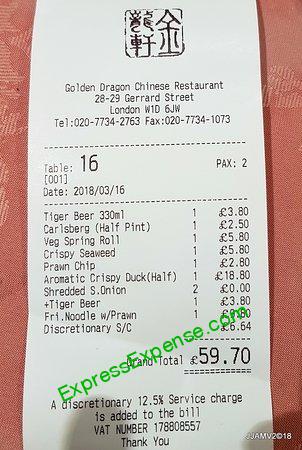 金龍軒
Golden Dragon Chinese Restaurant
28-29 Gerrard Street
London W1D 6JW
Tel:020-7734-2763 Fax:020-7734-1073
Table: 16 PAX: 2
[001]
Date: 2018/03/16
Tiger Beer 330ml 1 £3.80
Carlsberg (Half Pint) 1 £2.50
Veg Spring Roll 1 £5.80
Crispy Seaweed 1 £5.80
Prawn Chip 1 £2.80
Aromatic Crispy Duck(Half) 1 £18.80
Shredded S.Onion 2 £0.00
+Tiger Beer 1 £3.80
Fri.Noodle w/Prawn 1
Discretionary S/C £6.64
Grand Total £59.70
ExpressExpense.com
A discretionary 12.5% Service charge
is added to the bill
VAT NUMBER 178808557
Thank You
JJAMV©2018